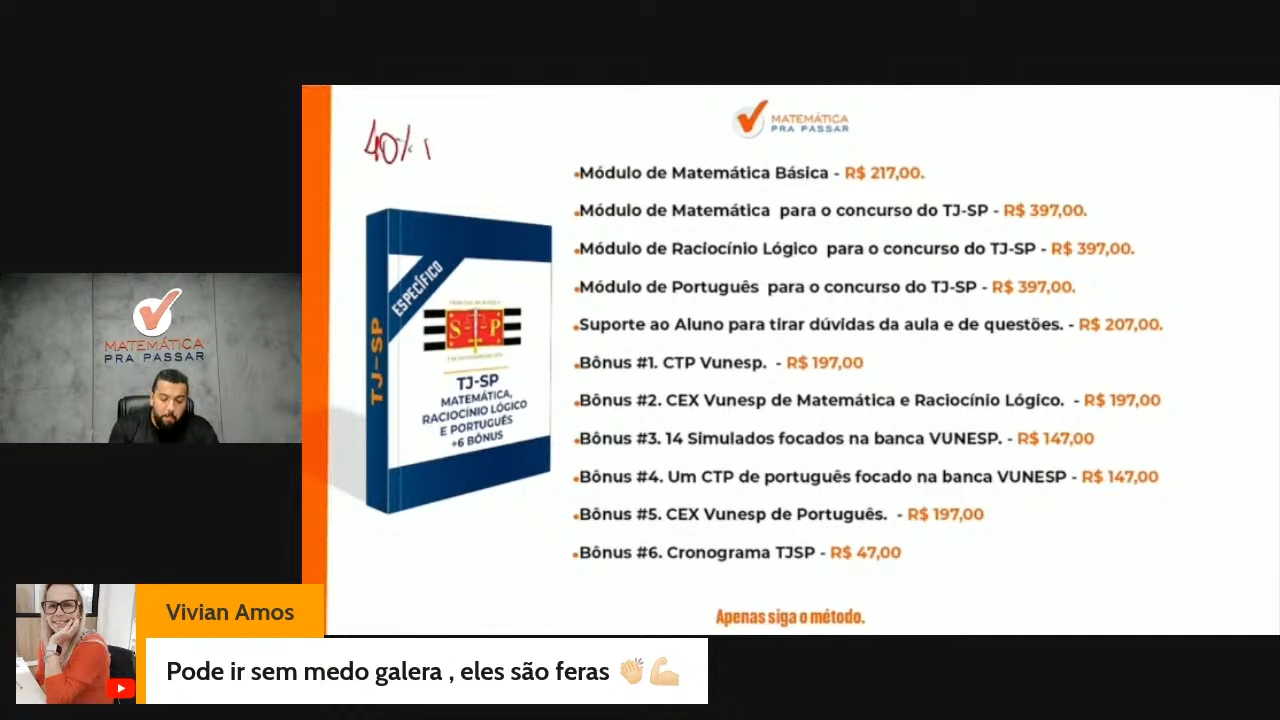 40%
MATEMÁTICA
PRA PASSAR
•Módulo de Matemática Básica - R$ 217,00.
•Módulo de Matemática para o concurso do TJ-SP - R$ 397,00.
•Módulo de Raciocínio Lógico para o concurso do TJ-SP - R$ 397,00.
•Módulo de Português para o concurso do TJ-SP - R$ 397,00.
•Suporte ao Aluno para tirar dúvidas da aula e de questões. - R$ 207,00.
•Bônus #1. CTP Vunesp. - R$ 197,00
•Bônus #2. CEX Vunesp de Matemática e Raciocínio Lógico. - R$ 197,00
•Bônus #3. 14 Simulados focados na banca VUNESP. - R$ 147,00
•Bônus #4. Um CTP de português focado na banca VUNESP - R$ 147,00
•Bônus #5. CEX Vunesp de Português. - R$ 197,00
•Bônus #6. Cronograma TJSP - R$ 47,00
Apenas siga o método.
ESPECÍFICO
TJ-SP
S P
TJ-SP
MATEMÁTICA,
RACIOCÍNIO LÓGICO
E PORTUGUÊS
+6 BÔNUS
MATEMÁTICA
PRA PASSAR
Vivian Amos
Pode ir sem medo galera , eles são feras 👏🏻💪🏻